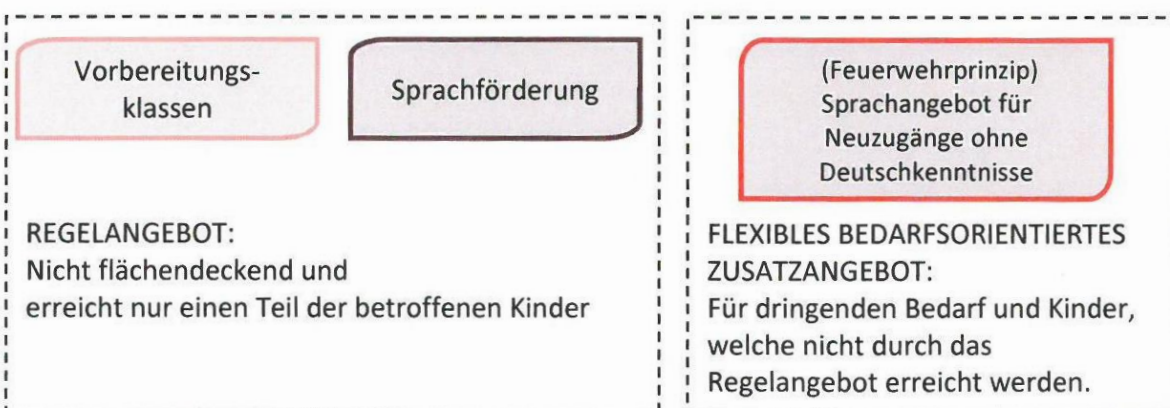 Vorbereitungs-
klassen
Sprachförderung
REGELANGEBOT:
Nicht flächendeckend und
erreicht nur einen Teil der betroffenen Kinder
(Feuerwehrprinzip)
Sprachangebot für
Neuzugänge ohne
Deutschkenntnisse
FLEXIBLES BEDARFSORIENTIERTES
ZUSATZANGEBOT:
Für dringenden Bedarf und Kinder,
welche nicht durch das
Regelangebot erreicht werden.